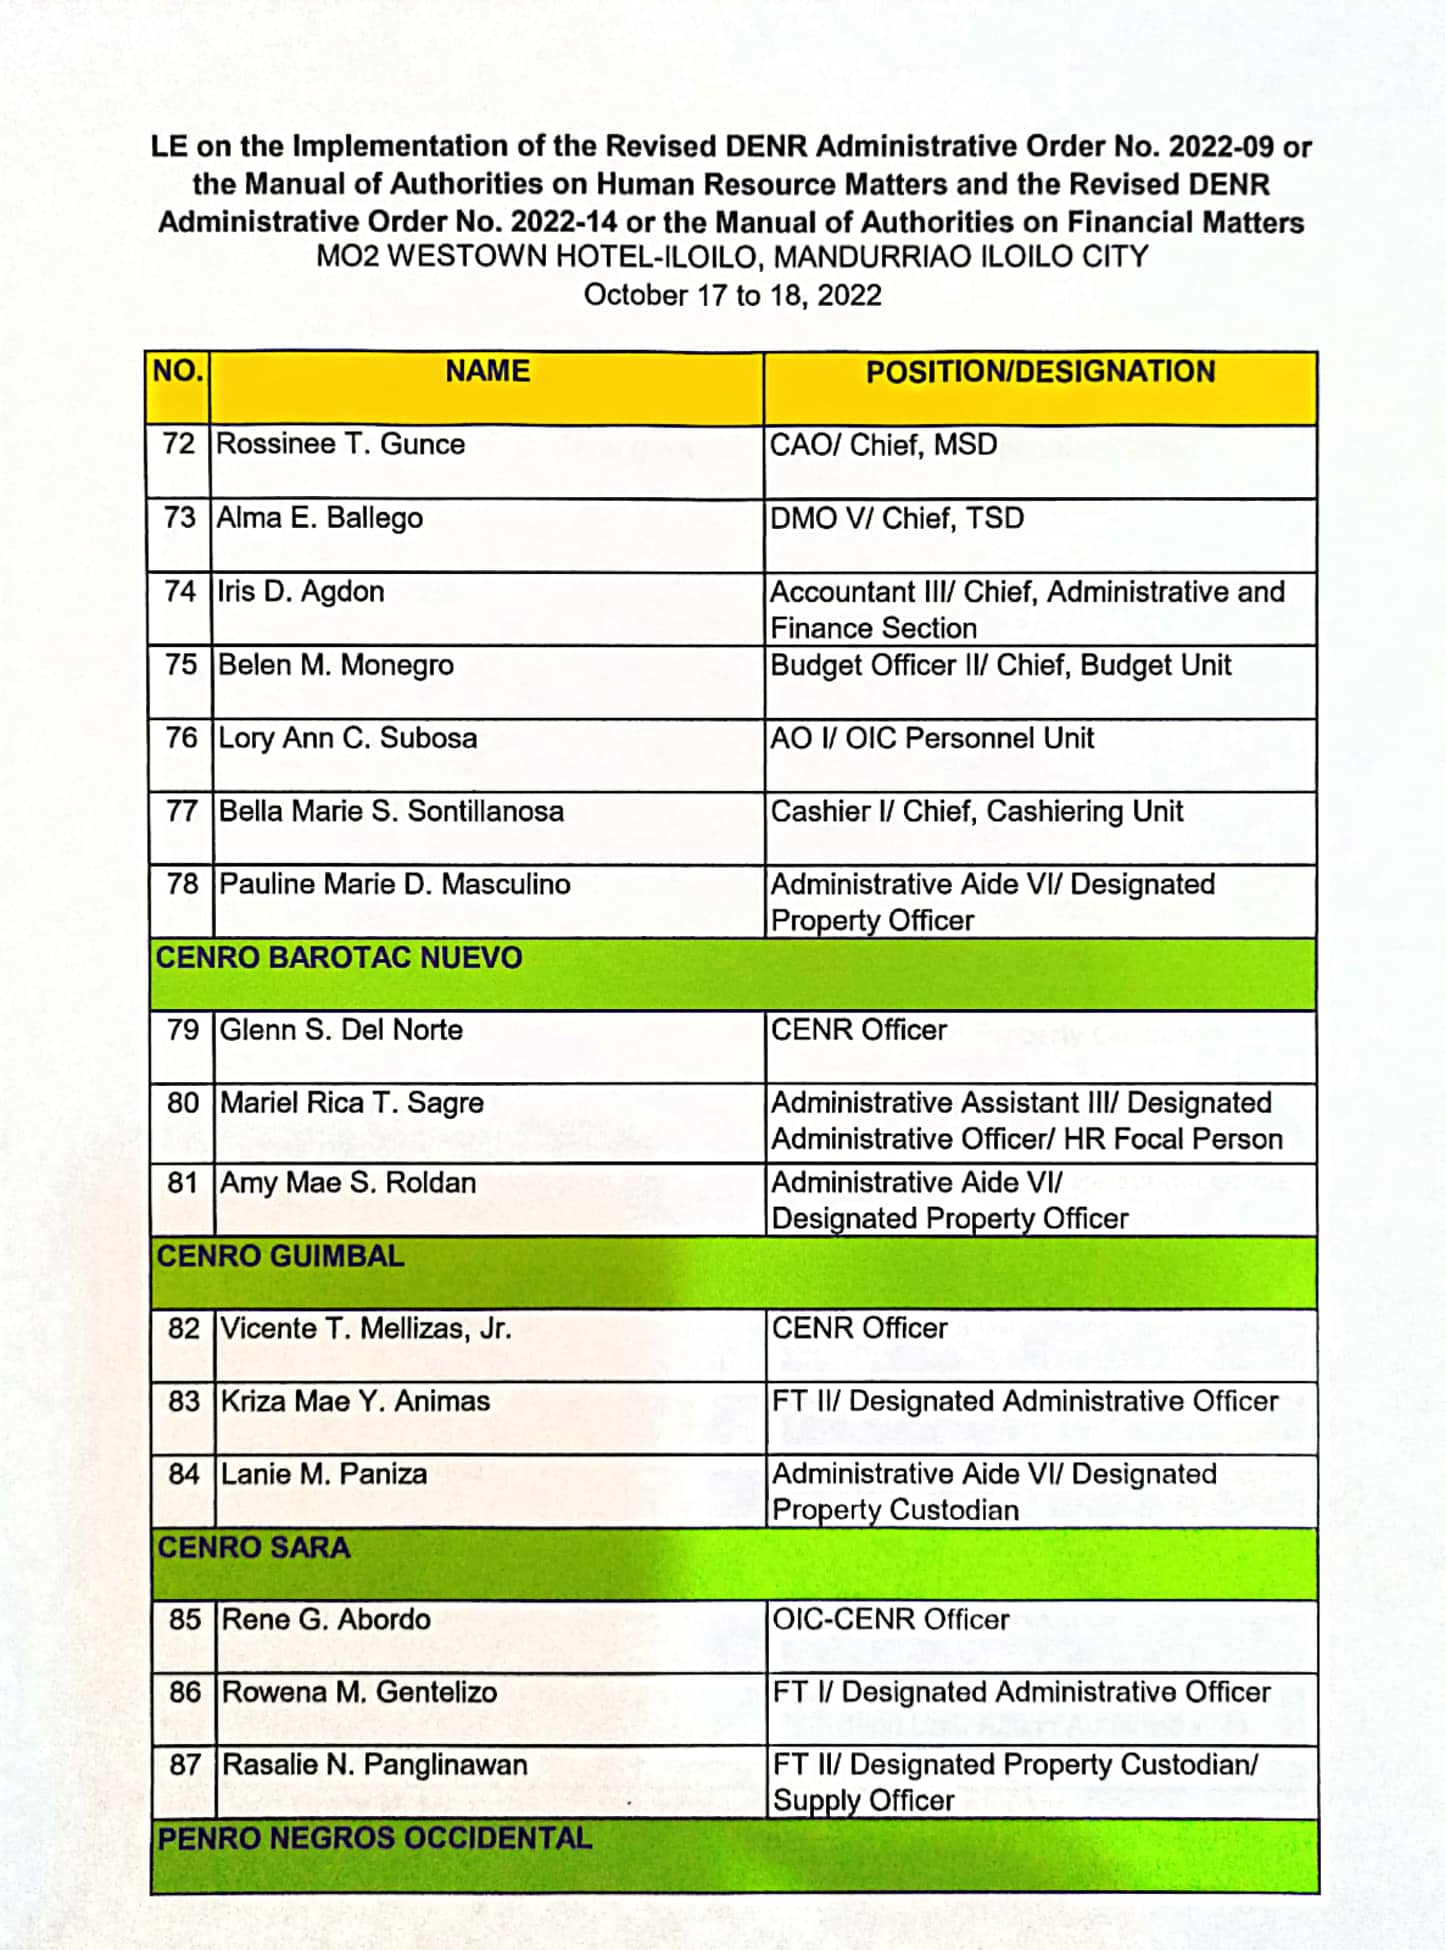 LE on the Implementation of the Revised DENR Administrative Order No. 2022-09 or
the Manual of Authorities on Human Resource Matters and the Revised DENR
Administrative Order No. 2022-14 or the Manual of Authorities on Financial Matters
MO2 WESTOWN HOTEL-ILOILO, MANDURRIAO ILOILO CITY
October 17 to 18, 2022
NO. NAME POSITION/DESIGNATION
72 Rossinee T. Gunce CAO/ Chief, MSD
73 Alma E. Ballego DMO V/ Chief, TSD
74 Iris D. Agdon Accountant III/ Chief, Administrative and
Finance Section
75 Belen M. Monegro Budget Officer II/ Chief, Budget Unit
76 Lory Ann C. Subosa AO I/ OIC Personnel Unit
77 Bella Marie S. Sontillanosa Cashier I/ Chief, Cashiering Unit
78 Pauline Marie D. Masculino Administrative Aide VI/ Designated
Property Officer
CENRO BAROTAC NUEVO
79 Glenn S. Del Norte CENR Officer
80 Mariel Rica T. Sagre Administrative Assistant III/ Designated
Administrative Officer/ HR Focal Person
81 Amy Mae S. Roldan Administrative Aide VI/
Designated Property Officer
CENRO GUIMBAL
82 Vicente T. Mellizas, Jr. CENR Officer
83 Kriza Mae Y. Animas FT II/ Designated Administrative Officer
84 Lanie M. Paniza Administrative Aide VI/ Designated
Property Custodian
CENRO SARA
85 Rene G. Abordo OIC-CENR Officer
86 Rowena M. Gentelizo FT I/ Designated Administrative Officer
87 Rasalie N. Panglinawan FT II/ Designated Property Custodian/
Supply Officer
PENRO NEGROS OCCIDENTAL